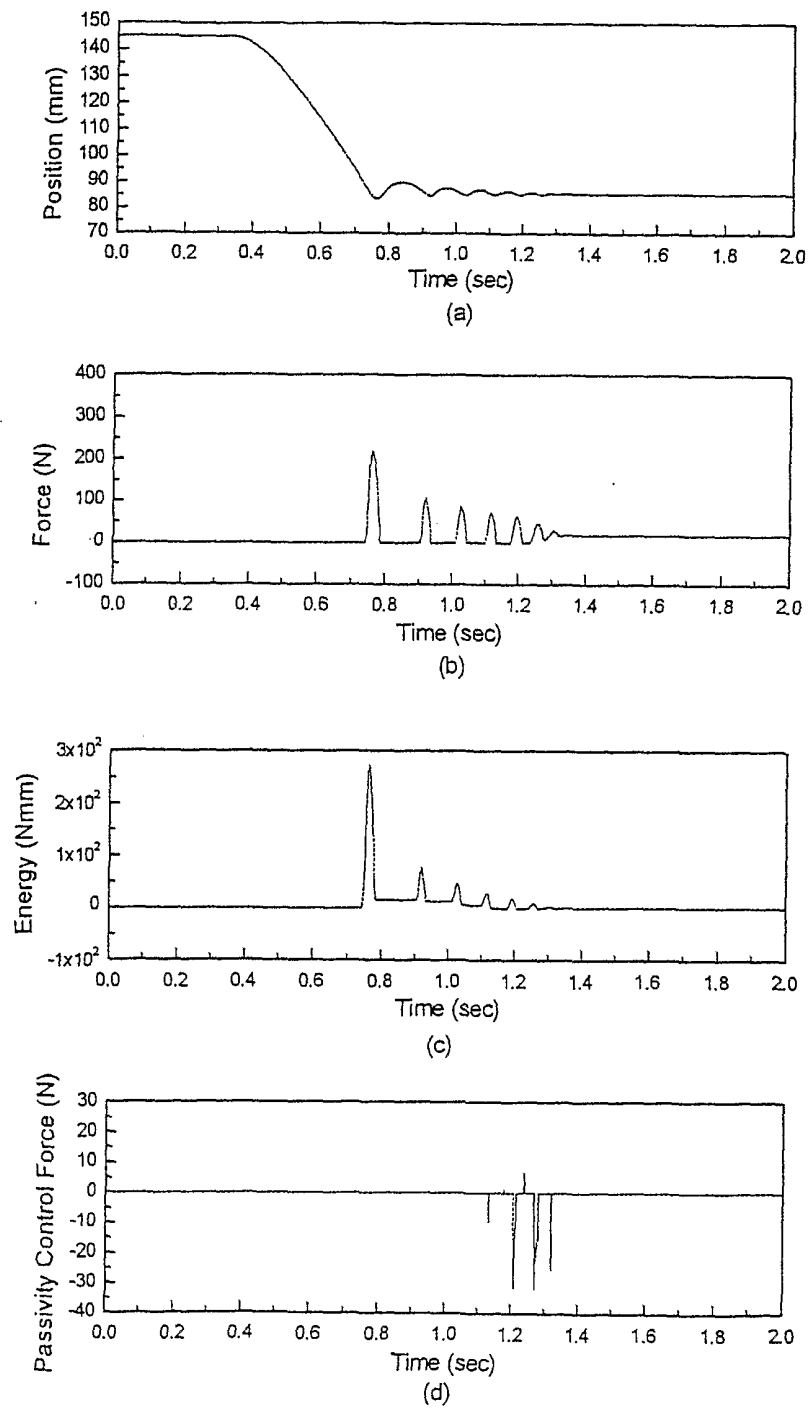 150
140
130
120
110
100
90
80
70
Position (mm)
0.0 0.2 0.4 0.6 0.8 1.0 1.2 1.4 1.6 1.8 2.0
Time (sec)
(a)
400
300
200
100
0
-100
Force (N)
0.0 0.2 0.4 0.6 0.8 1.0 1.2 1.4 1.6 1.8 2.0
Time (sec)
(b)
3x10²
2x10²
1x10²
0
-1x10²
Energy (Nmm)
0.0 0.2 0.4 0.6 0.8 1.0 1.2 1.4 1.6 1.8 2.0
Time (sec)
(c)
30
20
10
0
-10
-20
-30
-40
Passivity Control Force (N)
0.0 0.2 0.4 0.6 0.8 1.0 1.2 1.4 1.6 1.8 2.0
Time (sec)
(d)